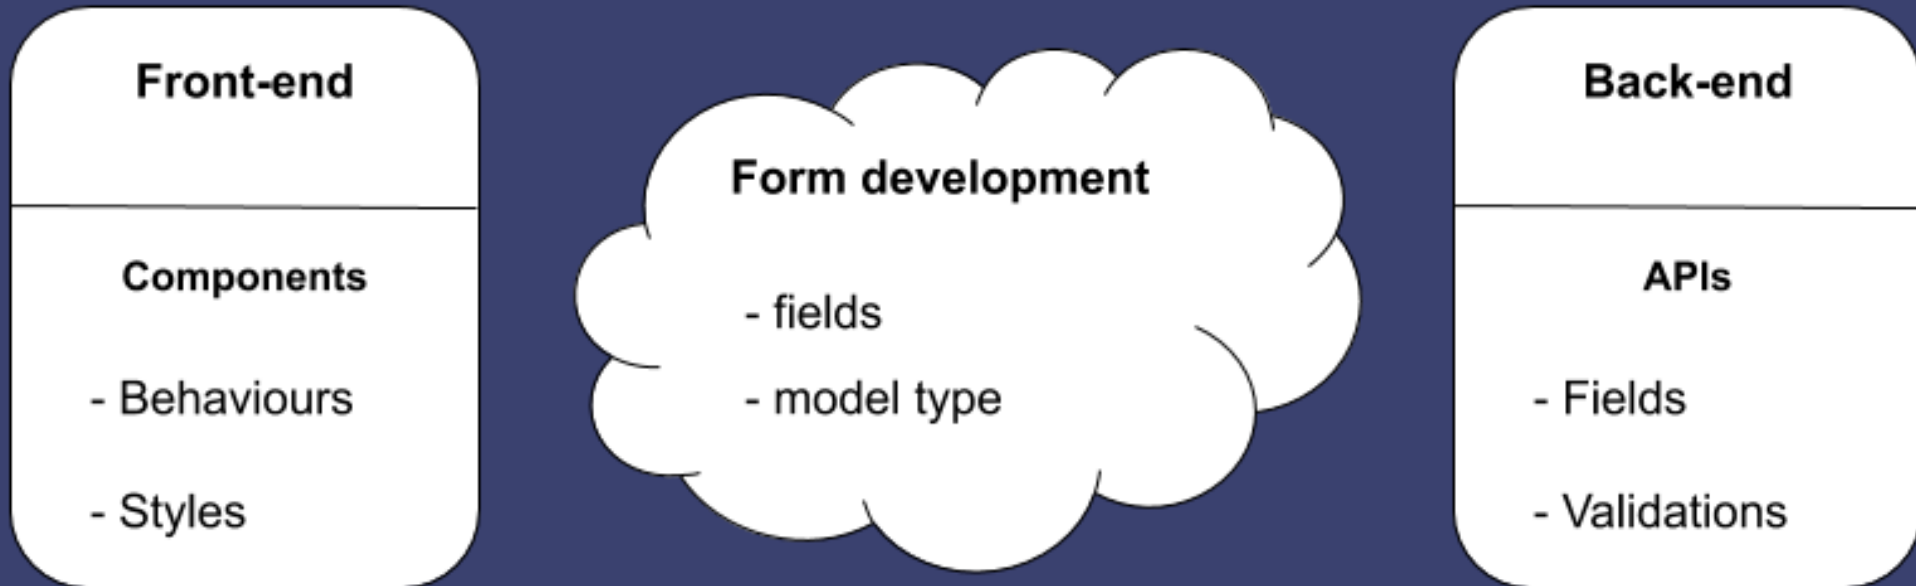 Front-end
Components
- Behaviours
- Styles
Form development
- fields
- model type
Back-end
APIs
- Fields
- Validations